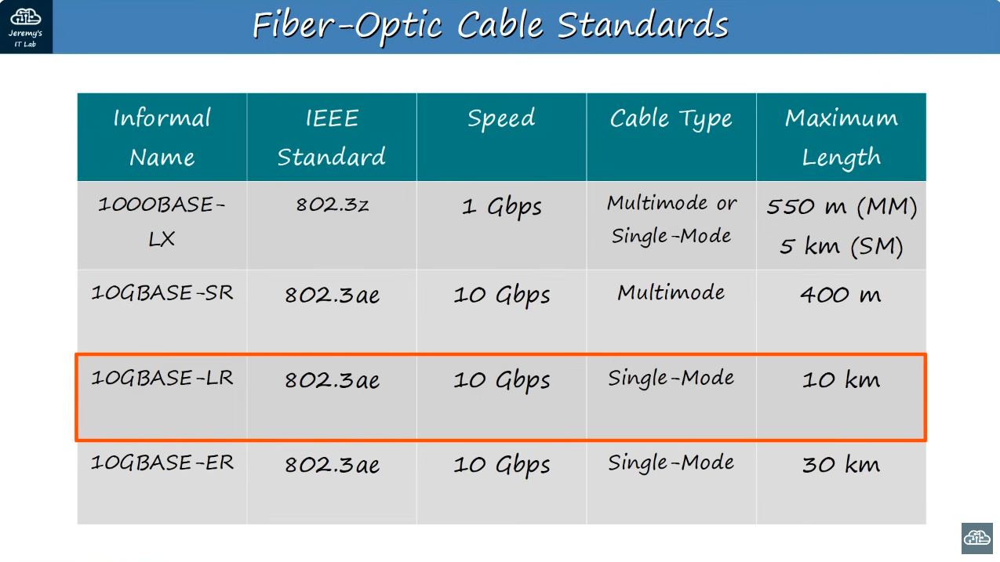 Jeremy's
IT Lab
Fiber-Optic Cable Standards
Informal Name | IEEE Standard | Speed | Cable Type | Maximum Length
1000BASE-LX | 802.3z | 1 Gbps | Multimode or Single-Mode | 550 m (MM) 5 km (SM)
10GBASE-SR | 802.3ae | 10 Gbps | Multimode | 400 m
10GBASE-LR | 802.3ae | 10 Gbps | Single-Mode | 10 km
10GBASE-ER | 802.3ae | 10 Gbps | Single-Mode | 30 km